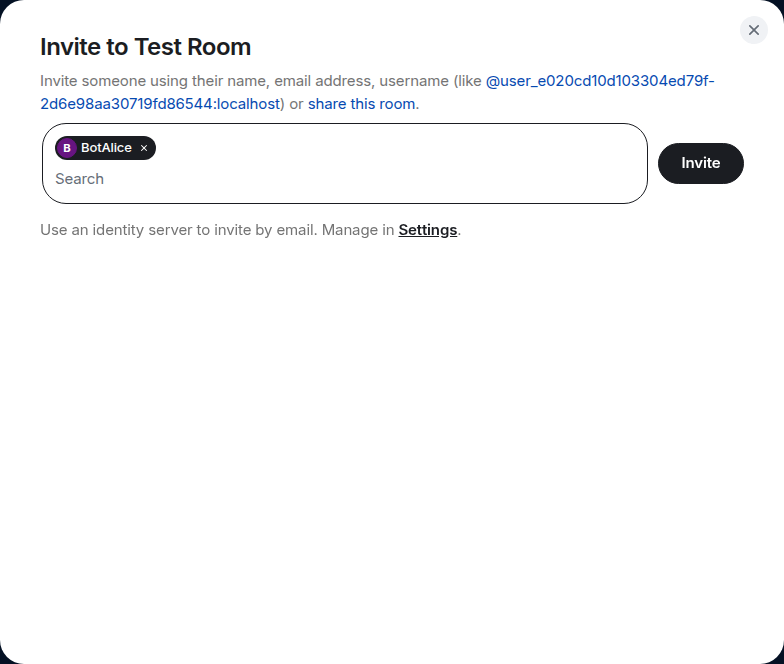 Invite to Test Room
Invite someone using their name, email address, username (like @user_e020cd10d103304ed79f-
2d6e98aa30719fd86544:localhost) or share this room.
B BotAlice ×
Search
Invite
Use an identity server to invite by email. Manage in Settings.